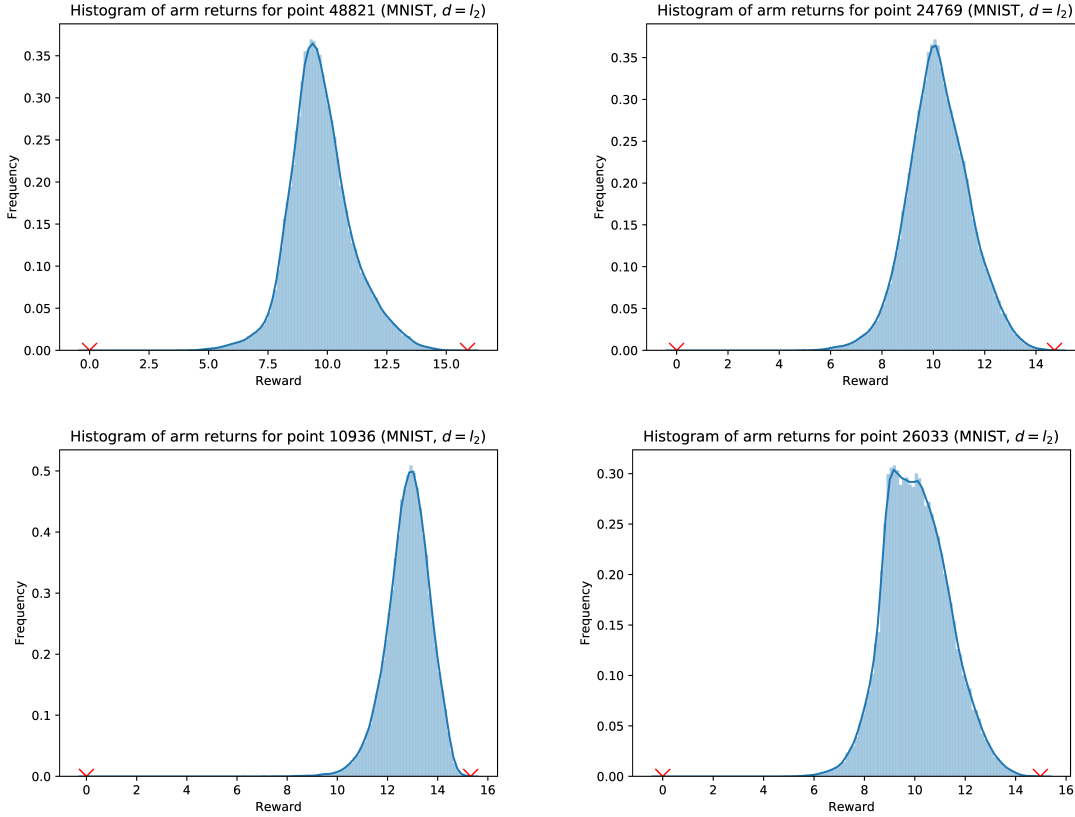 Histogram of arm returns for point 48821 (MNIST, d = l₂)
Frequency
0.35
0.30
0.25
0.20
0.15
0.10
0.05
0.00
0.0 2.5 5.0 7.5 10.0 12.5 15.0
Reward
Histogram of arm returns for point 24769 (MNIST, d = l₂)
Frequency
0.35
0.30
0.25
0.20
0.15
0.10
0.05
0.00
0 2 4 6 8 10 12 14
Reward
Histogram of arm returns for point 10936 (MNIST, d = l₂)
Frequency
0.5
0.4
0.3
0.2
0.1
0.0
0 2 4 6 8 10 12 14 16
Reward
Histogram of arm returns for point 26033 (MNIST, d = l₂)
Frequency
0.30
0.25
0.20
0.15
0.10
0.05
0.00
0 2 4 6 8 10 12 14 16
Reward